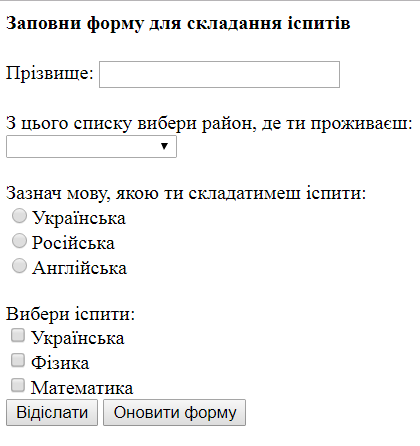 Заповни форму для складання іспитів
Прізвище:
З цього списку вибери район, де ти проживаєш:
Зазнач мову, якою ти складатимеш іспити:
Українська
Російська
Англійська
Вибери іспити:
Українська
Фізика
Математика
Відіслати Оновити форму